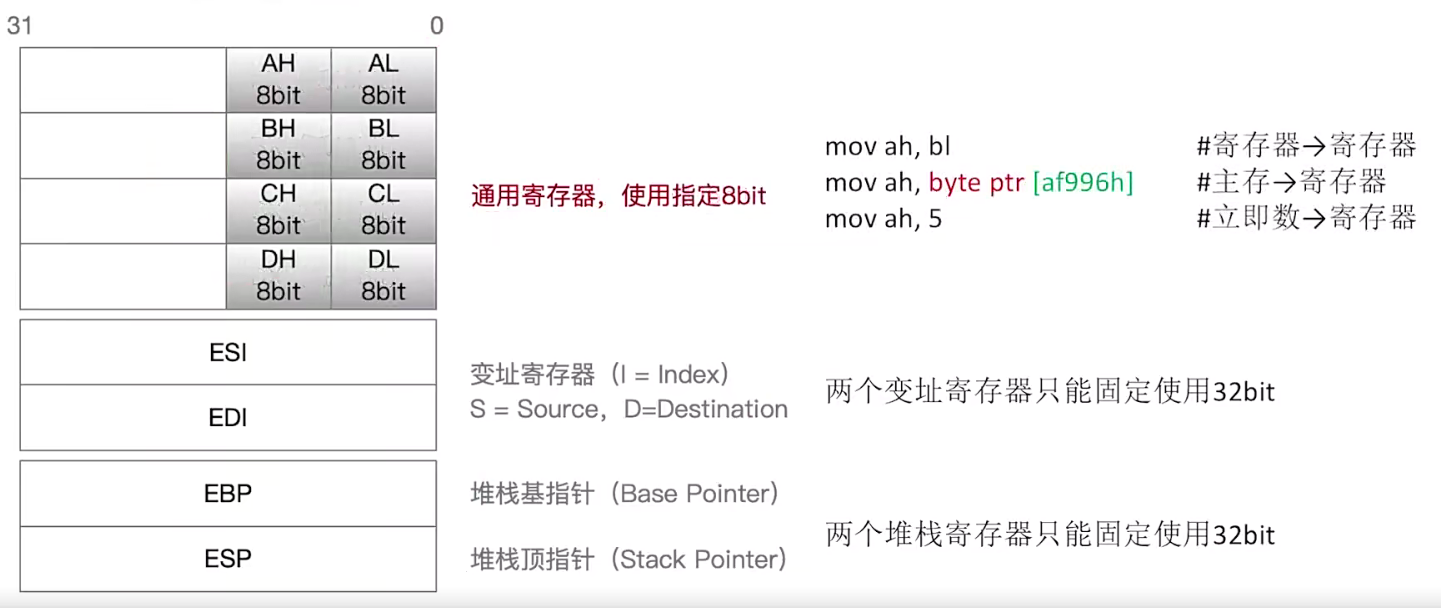 31 0
AH AL
8bit 8bit
BH BL
8bit 8bit
CH CL
8bit 8bit
DH DL
8bit 8bit
通用寄存器，使用指定8bit
mov ah, bl #寄存器→寄存器
mov ah, byte ptr [af996h] #主存→寄存器
mov ah, 5 #立即数→寄存器
ESI
EDI
变址寄存器（I = Index）
S = Source，D=Destination
两个变址寄存器只能固定使用32bit
EBP
堆栈基指针（Base Pointer）
ESP
堆栈顶指针（Stack Pointer）
两个堆栈寄存器只能固定使用32bit